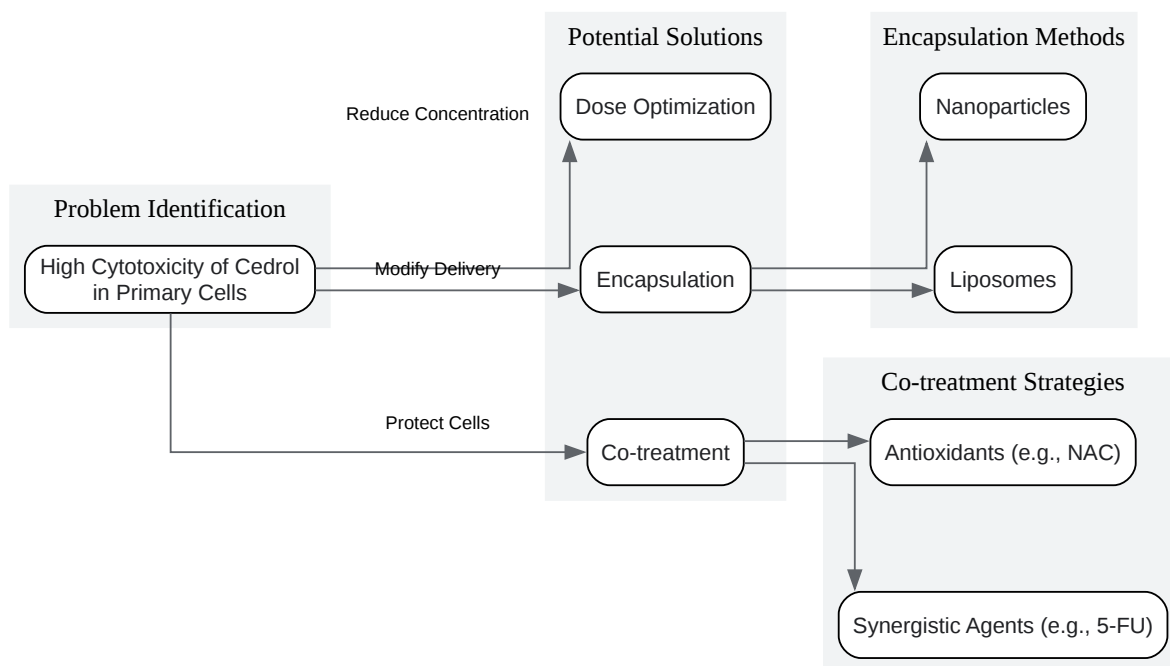 Problem Identification
High Cytotoxicity of Cedrol
in Primary Cells
Reduce Concentration
Modify Delivery
Protect Cells
Potential Solutions
Dose Optimization
Encapsulation
Co-treatment
Encapsulation Methods
Nanoparticles
Liposomes
Co-treatment Strategies
Antioxidants (e.g., NAC)
Synergistic Agents (e.g., 5-FU)